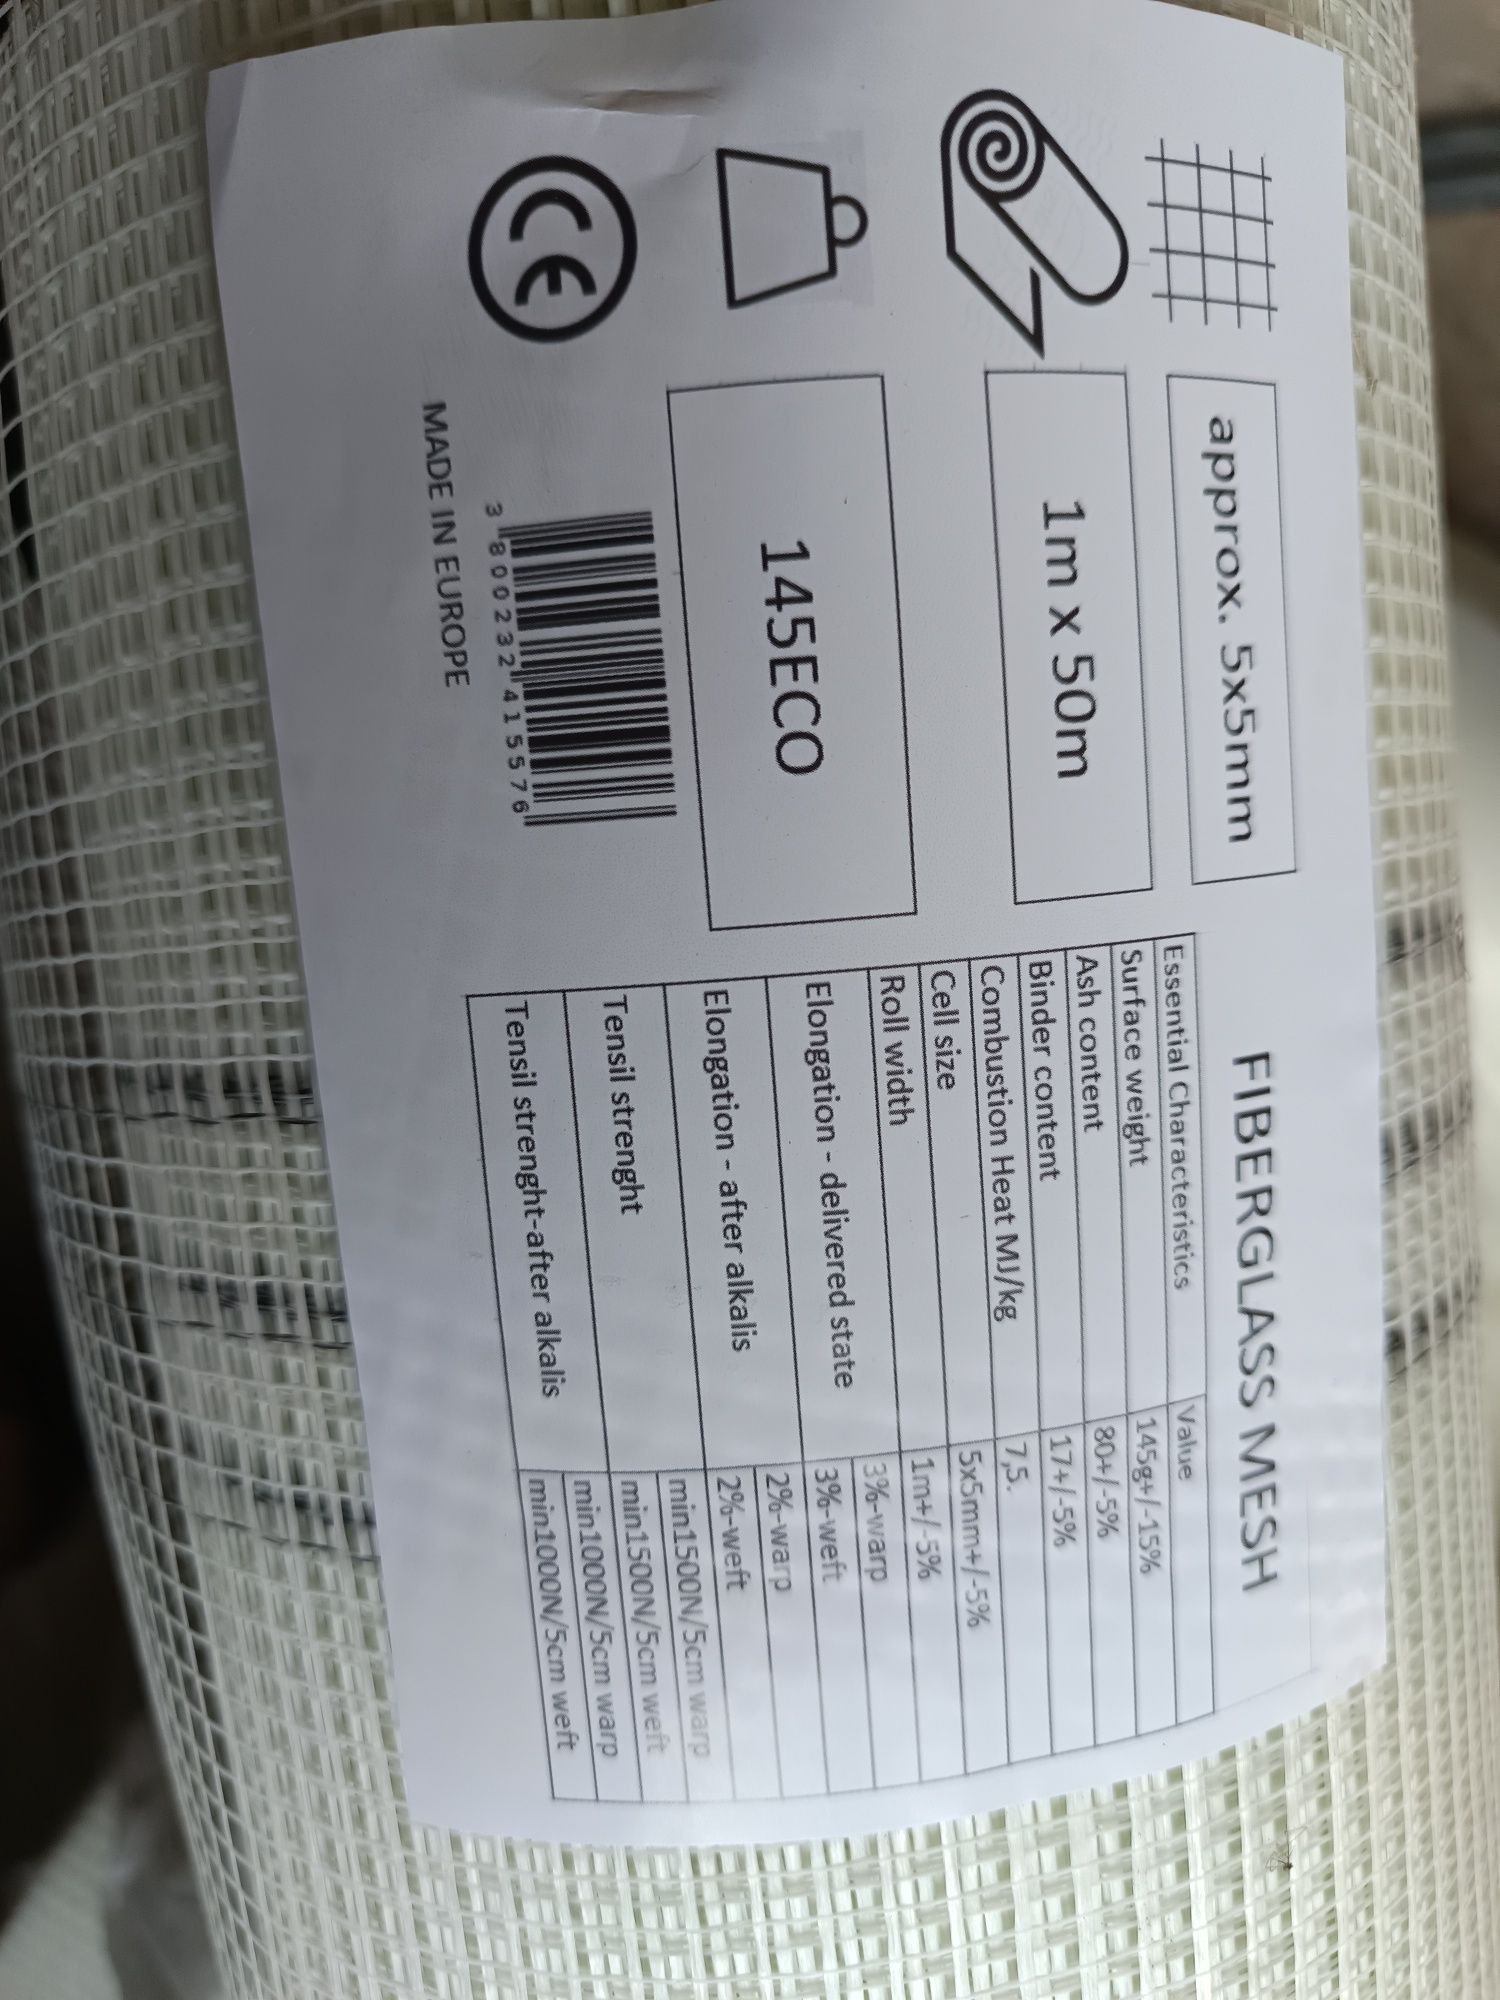 approx. 5x5mm
1m x 50m
145ECO
CE
3 800232 415576
MADE IN EUROPE
FIBERGLASS MESH
Essential Characteristics Value
Surface weight 145g+/-15%
Ash content 80+/-5%
Binder content 17+/-5%
Combustion Heat MJ/kg 7,5.
Cell size 5x5mm+/-5%
Roll width 1m+/-5%
Elongation - delivered state 3%-warp
3%-weft
Elongation - after alkalis 2%-warp
2%-weft
Tensil strenght min1500N/5cm warp
min1500N/5cm weft
Tensil strenght-after alkalis min1000N/5cm warp
min1000N/5cm weft